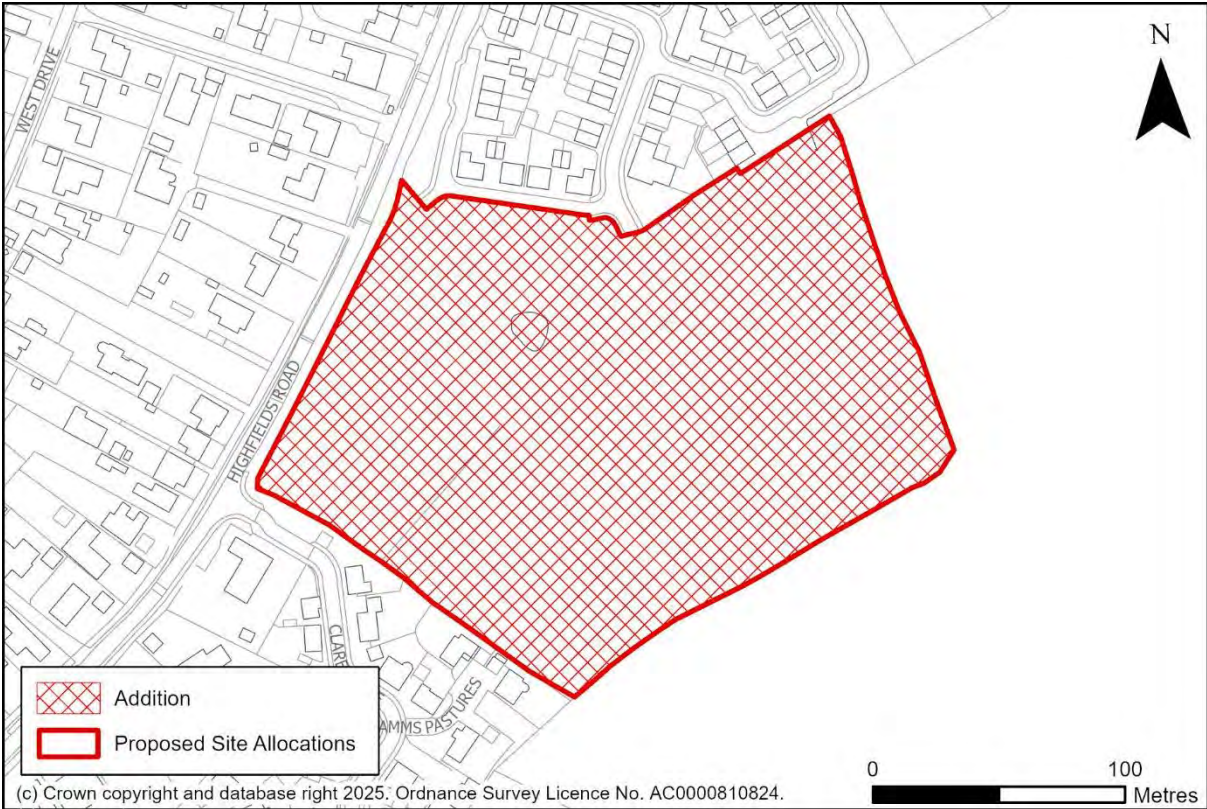 WEST DRIVE
N
HIGHFIELDS ROAD
CLARE
AMMS PASTURES
Addition
Proposed Site Allocations
0 100
Metres
(c) Crown copyright and database right 2025. Ordnance Survey Licence No. AC0000810824.